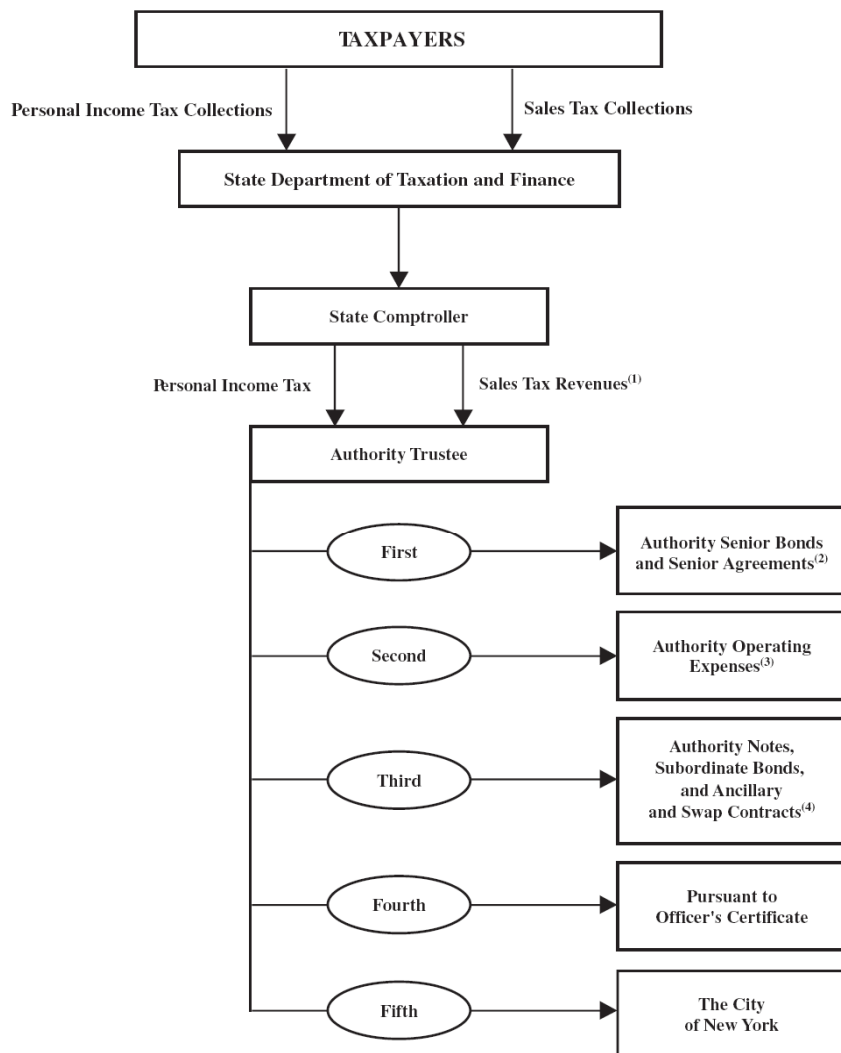 TAXPAYERS
Personal Income Tax Collections
Sales Tax Collections
State Department of Taxation and Finance
State Comptroller
Personal Income Tax
Sales Tax Revenues(1)
Authority Trustee
First
Authority Senior Bonds
and Senior Agreements(2)
Second
Authority Operating
Expenses(3)
Third
Authority Notes,
Subordinate Bonds,
and Ancillary
and Swap Contracts(4)
Fourth
Pursuant to
Officer's Certificate
Fifth
The City
of New York